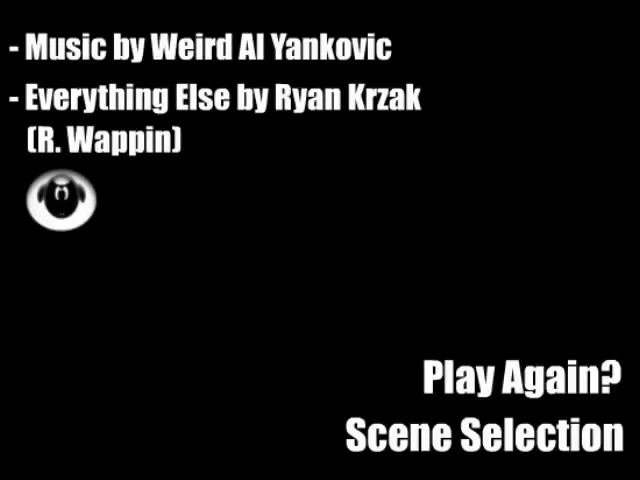 - Music by Weird Al Yankovic
- Everything Else by Ryan Krzak
(R. Wappin)
Play Again?
Scene Selection